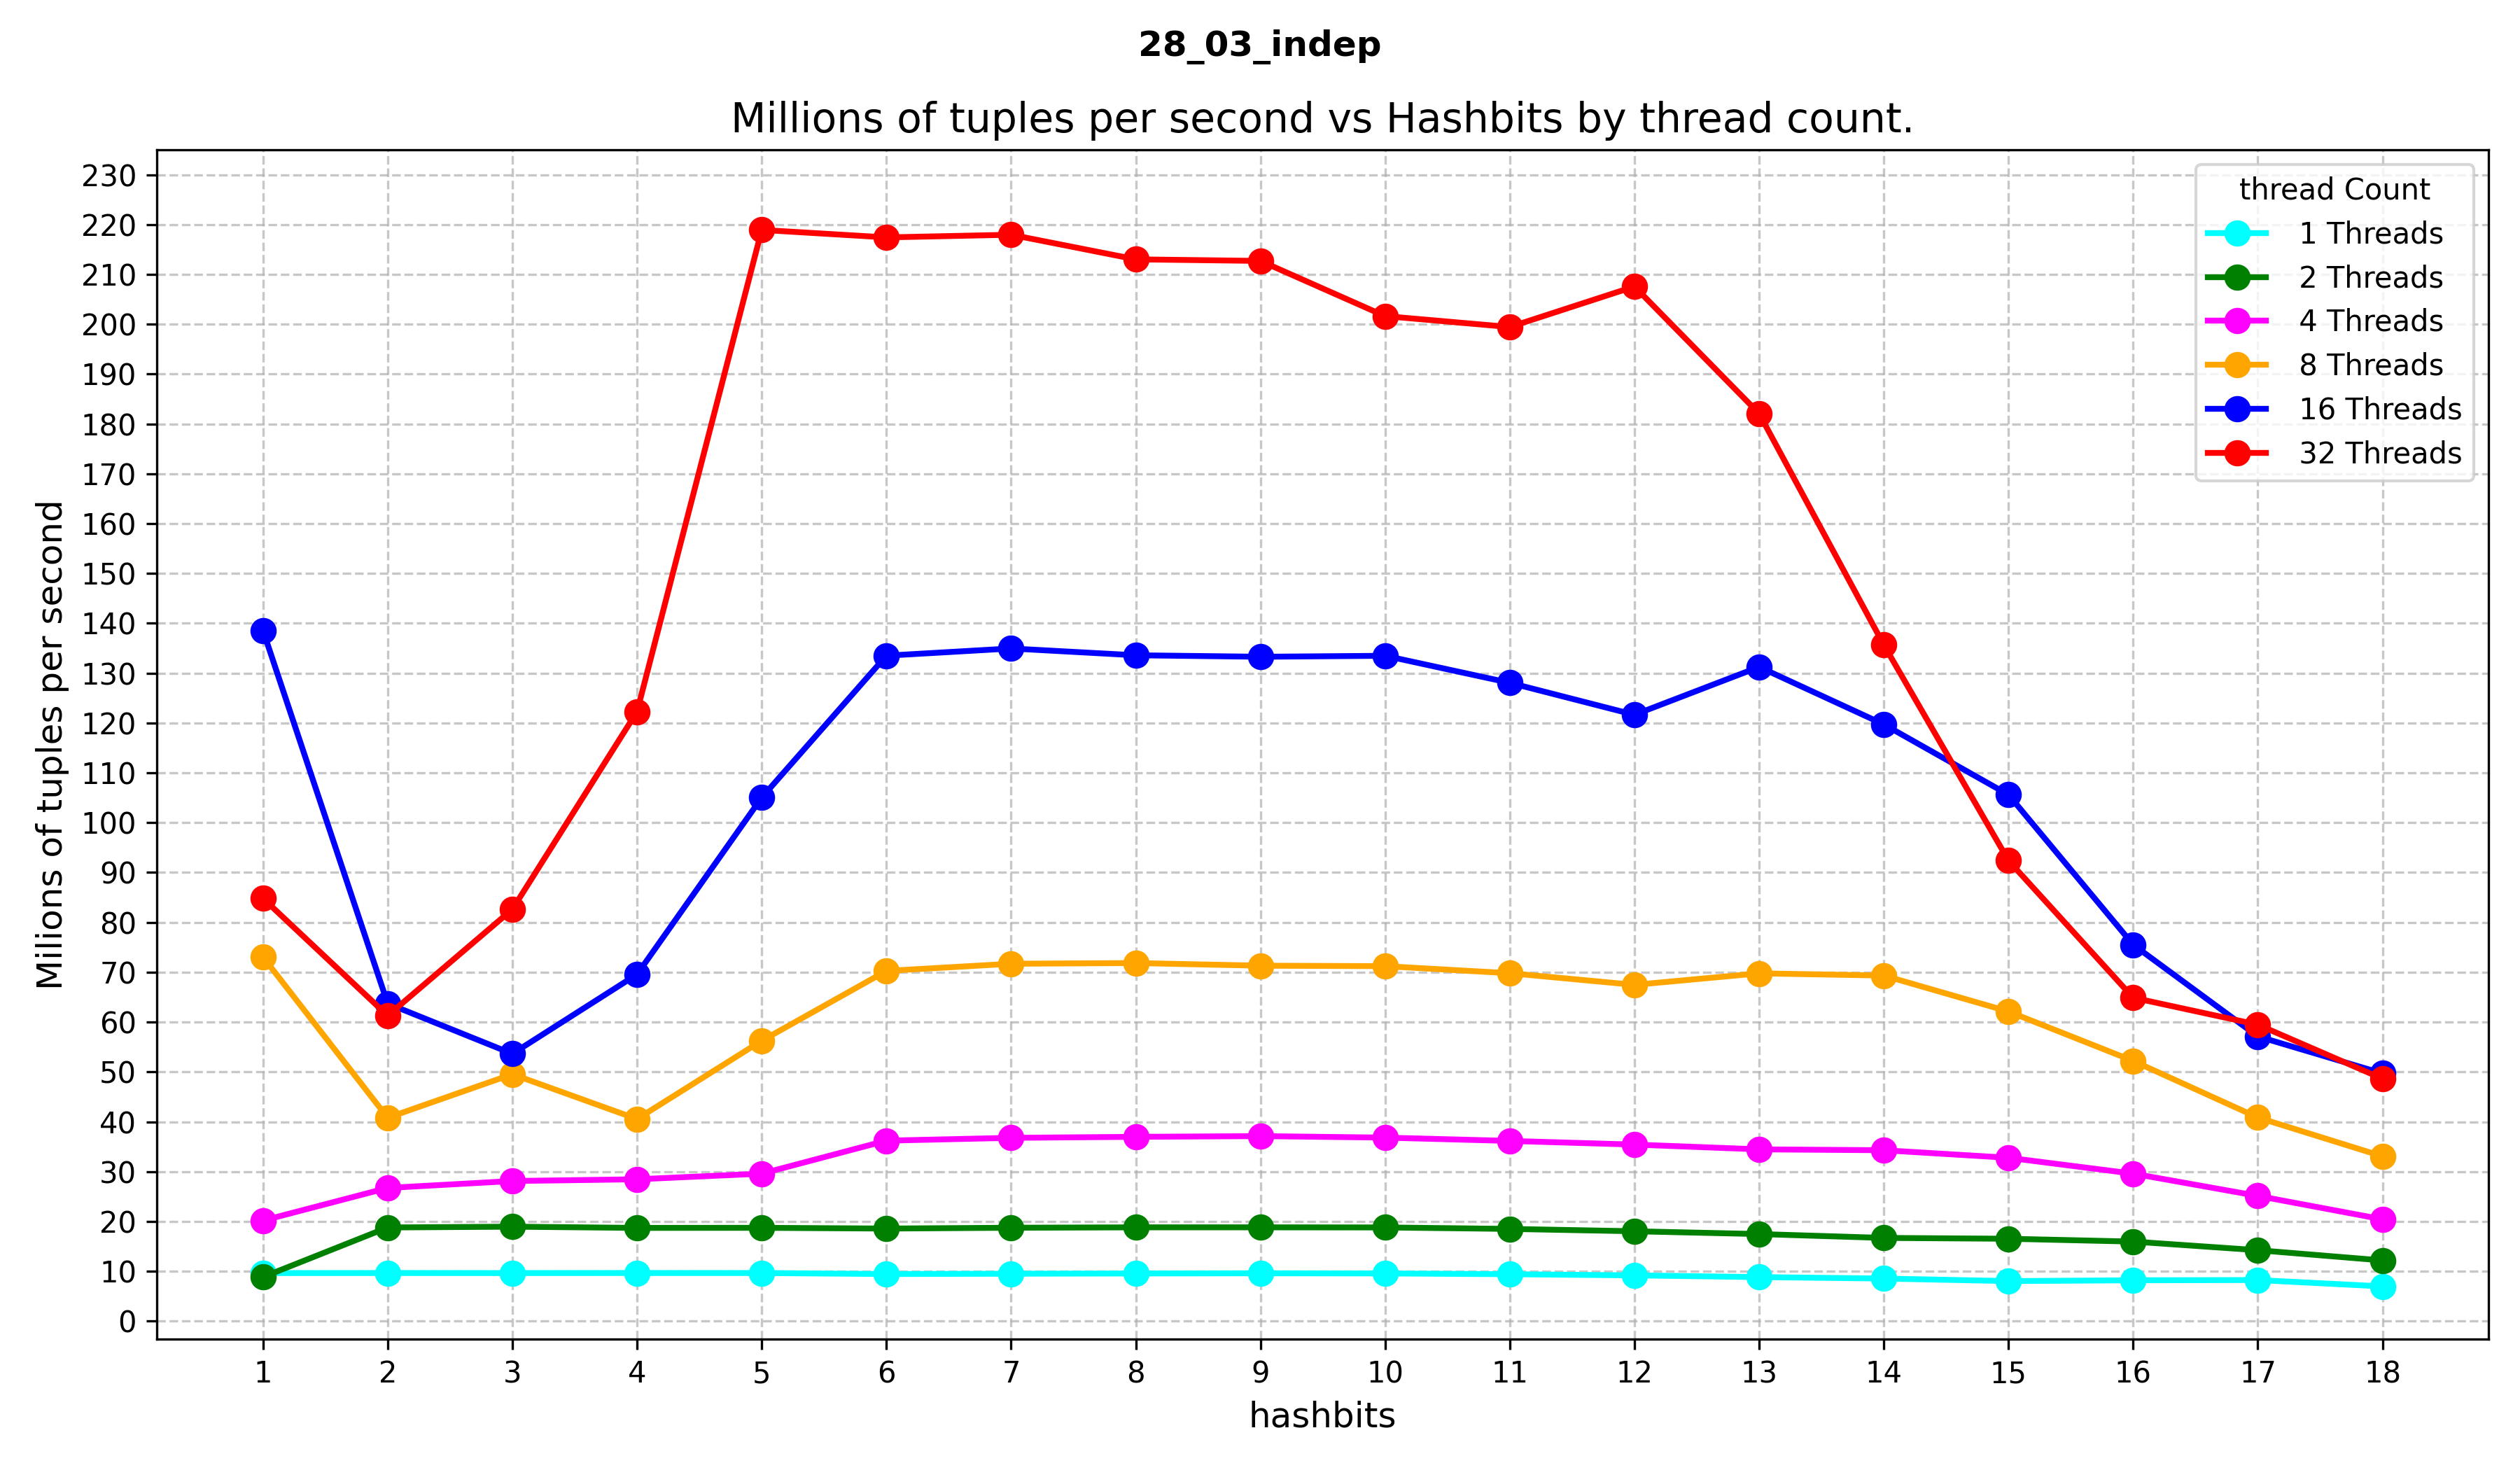 28_03_indep
Millions of tuples per second vs Hashbits by thread count.
Millions of tuples per second
230
220
210
200
190
180
170
160
150
140
130
120
110
100
90
80
70
60
50
40
30
20
10
0
thread Count
1 Threads
2 Threads
4 Threads
8 Threads
16 Threads
32 Threads
1 2 3 4 5 6 7 8 9 10 11 12 13 14 15 16 17 18
hashbits